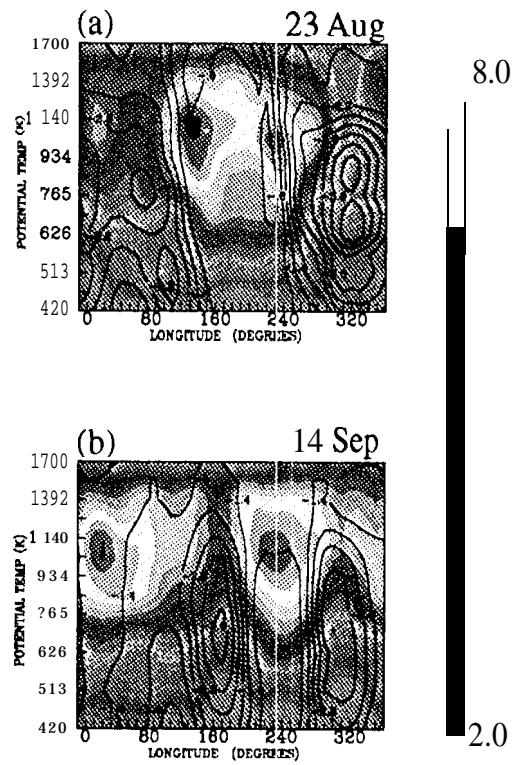 (a) 23 Aug
1700
1392
1 140
934
765
626
513
420
POTENTIAL TEMP (K)
0 80 160 240 320
LONGITUDE (DEGREES)
8.0
2.0
(b) 14 Sep
1700
1392
1 140
934
765
626
513
420
POTENTIAL TEMP (K)
0 80 160 240 320
LONGITUDE (DEGREES)